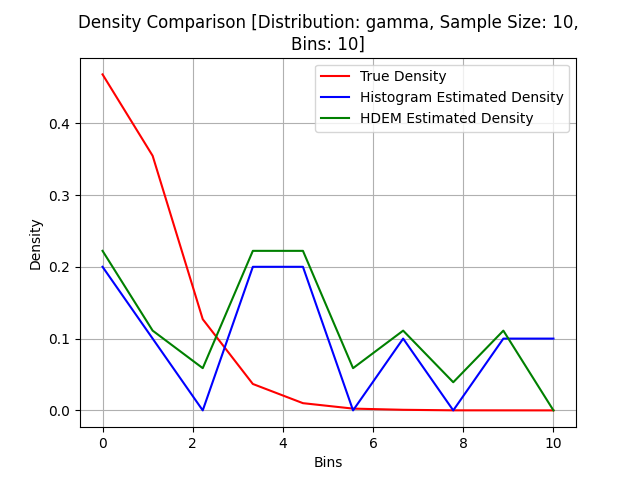 Density Comparison [Distribution: gamma, Sample Size: 10,
Bins: 10]
True Density
Histogram Estimated Density
HDEM Estimated Density
Density
0.4
0.3
0.2
0.1
0.0
0 2 4 6 8 10
Bins